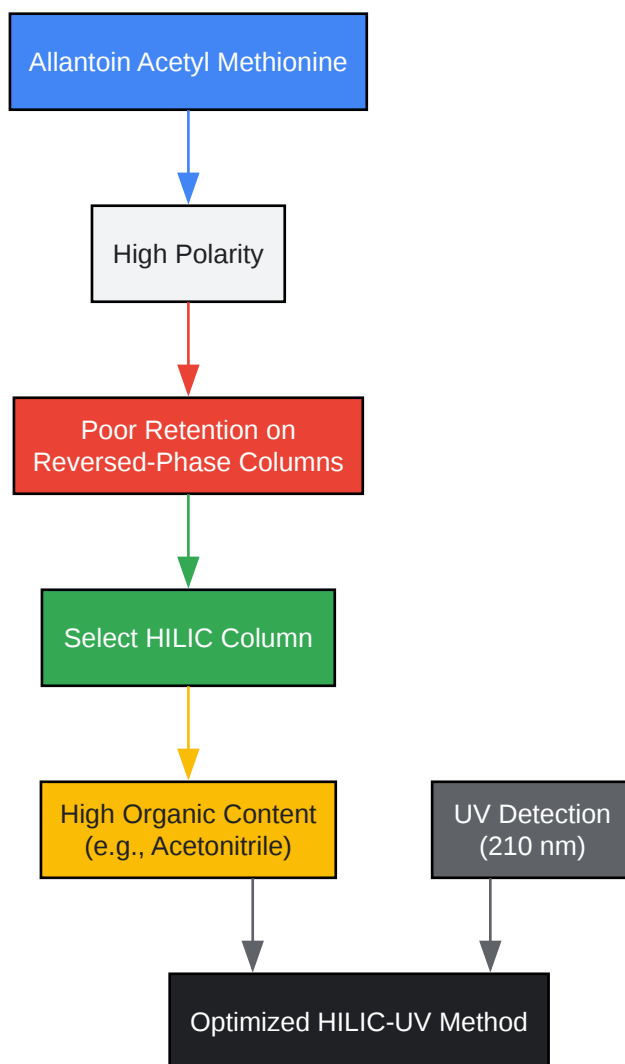 Allantoin Acetyl Methionine
High Polarity
Poor Retention on
Reversed-Phase Columns
Select HILIC Column
High Organic Content
(e.g., Acetonitrile)
UV Detection
(210 nm)
Optimized HILIC-UV Method